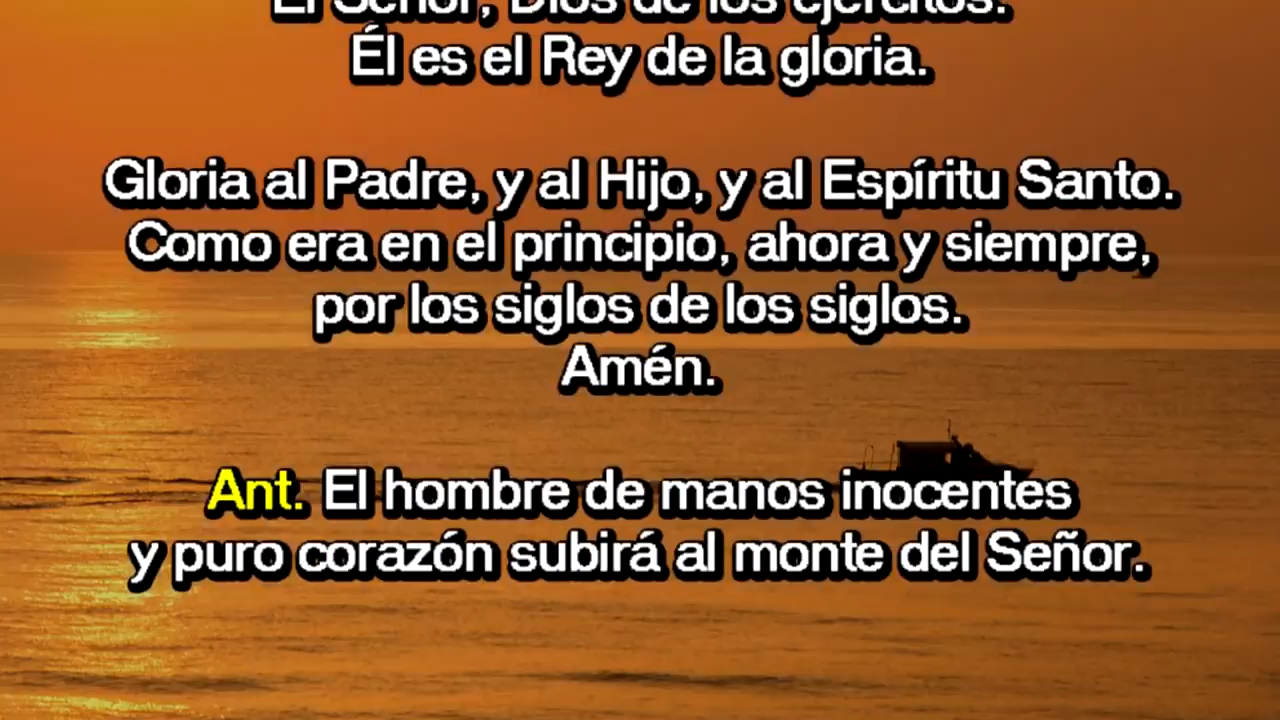 El Señor, Dios de los ejércitos.
Él es el Rey de la gloria.
Gloria al Padre, y al Hijo, y al Espíritu Santo.
Como era en el principio, ahora y siempre,
por los siglos de los siglos.
Amén.
Ant. El hombre de manos inocentes
y puro corazón subirá al monte del Señor.